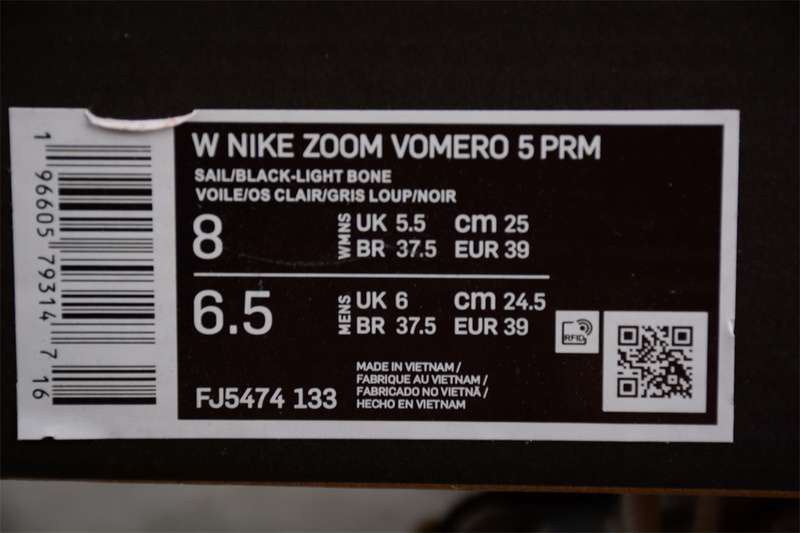 W NIKE ZOOM VOMERO 5 PRM
SAIL/BLACK-LIGHT BONE
VOILE/OS CLAIR/GRIS LOUP/NOIR
8 WMNS UK 5.5 cm 25
BR 37.5 EUR 39
6.5 MENS UK 6 cm 24.5
BR 37.5 EUR 39
RFID
FJ5474 133
MADE IN VIETNAM /
FABRIQUE AU VIETNAM /
FABRICADO NO VIETNÃ /
HECHO EN VIETNAM
1 96605 79314 7 16